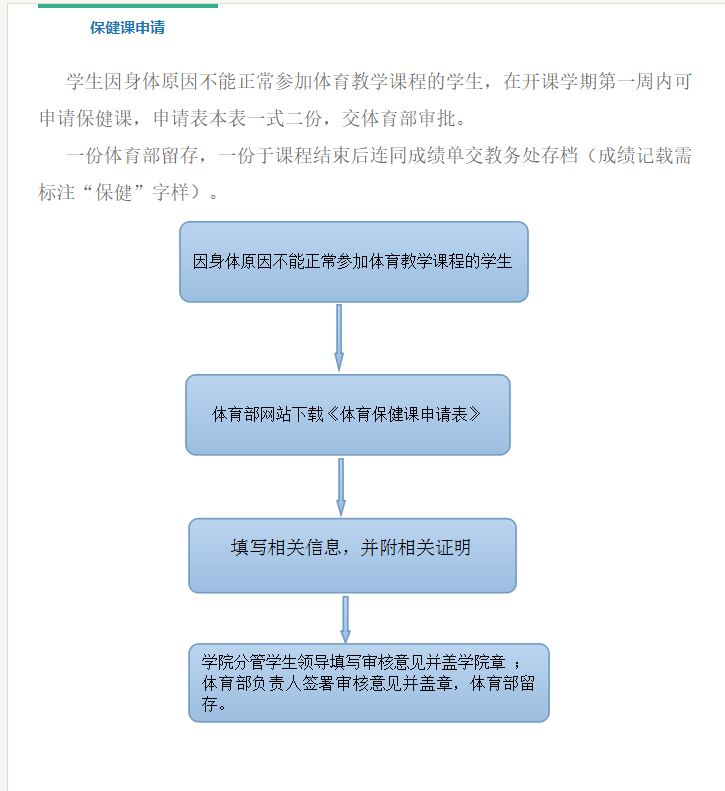 保健课申请
学生因身体原因不能正常参加体育教学课程的学生，在开课学期第一周内可
申请保健课，申请表本表一式二份，交体育部审批。
一份体育部留存，一份于课程结束后连同成绩单交教务处存档（成绩记载需
标注“保健”字样）。
因身体原因不能正常参加体育教学课程的学生
体育部网站下载《体育保健课申请表》
填写相关信息，并附相关证明
学院分管学生领导填写审核意见并盖学院章 ；
体育部负责人签署审核意见并盖章，体育部留
存。